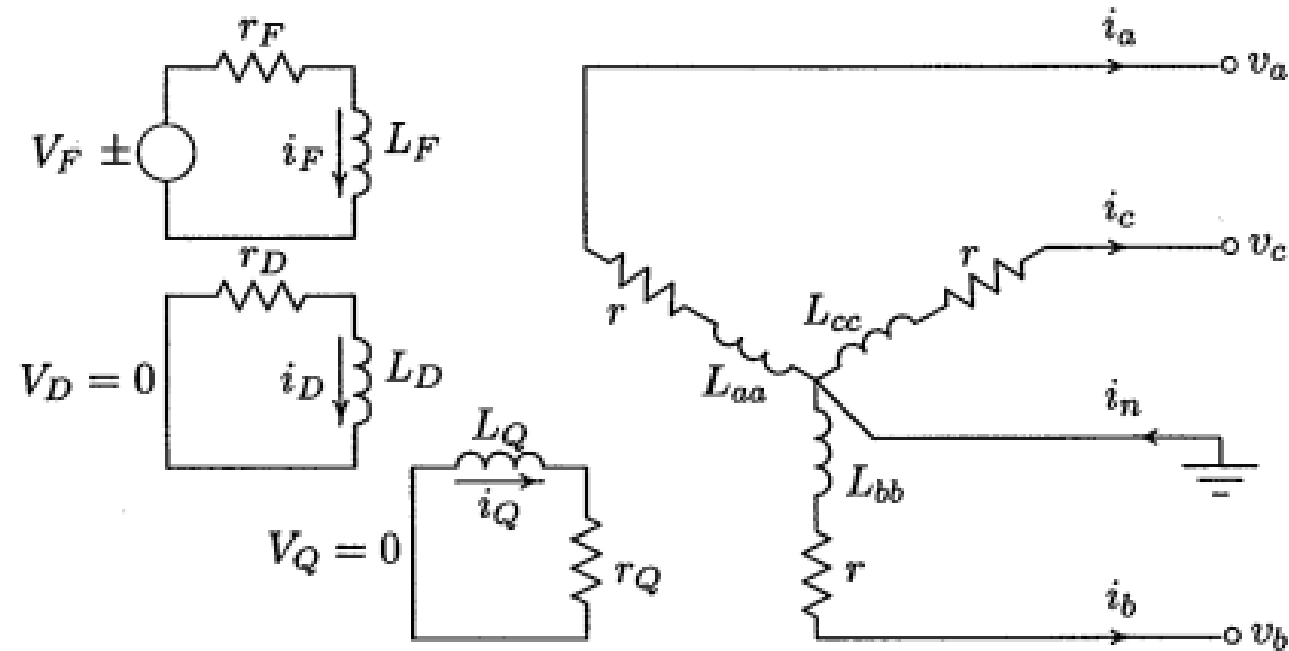 r_F
i_a
v_a
V_F ±
i_F
L_F
r_D
i_c
v_c
r
r
L_cc
V_D = 0
i_D
L_D
L_aa
i_n
L_Q
i_Q
L_bb
V_Q = 0
r_Q
r
i_b
v_b